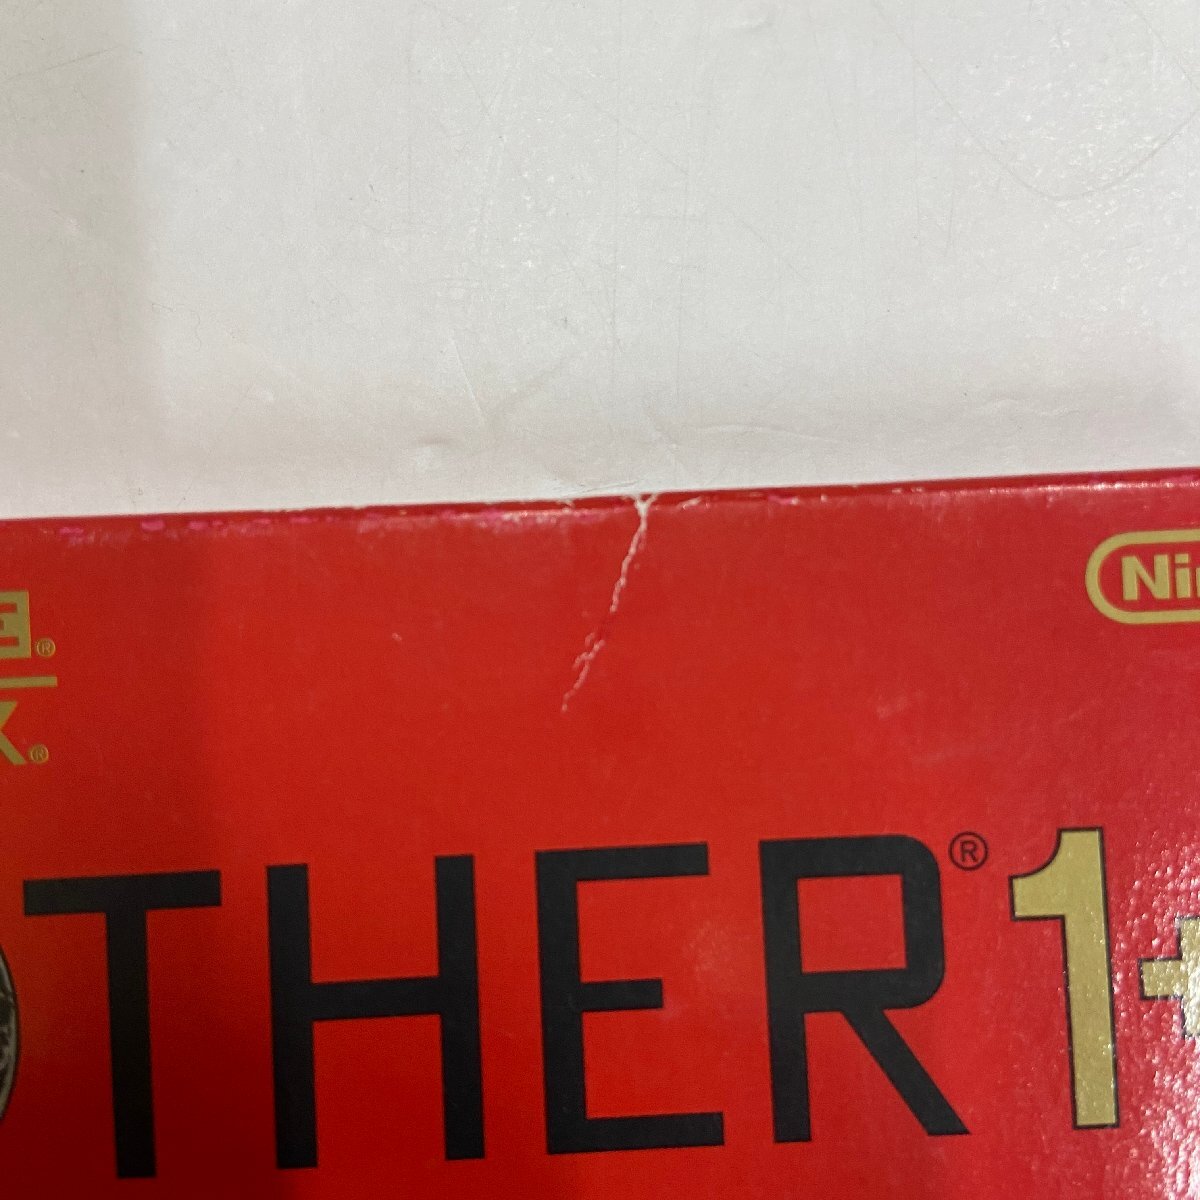 Nin
THER® 1+